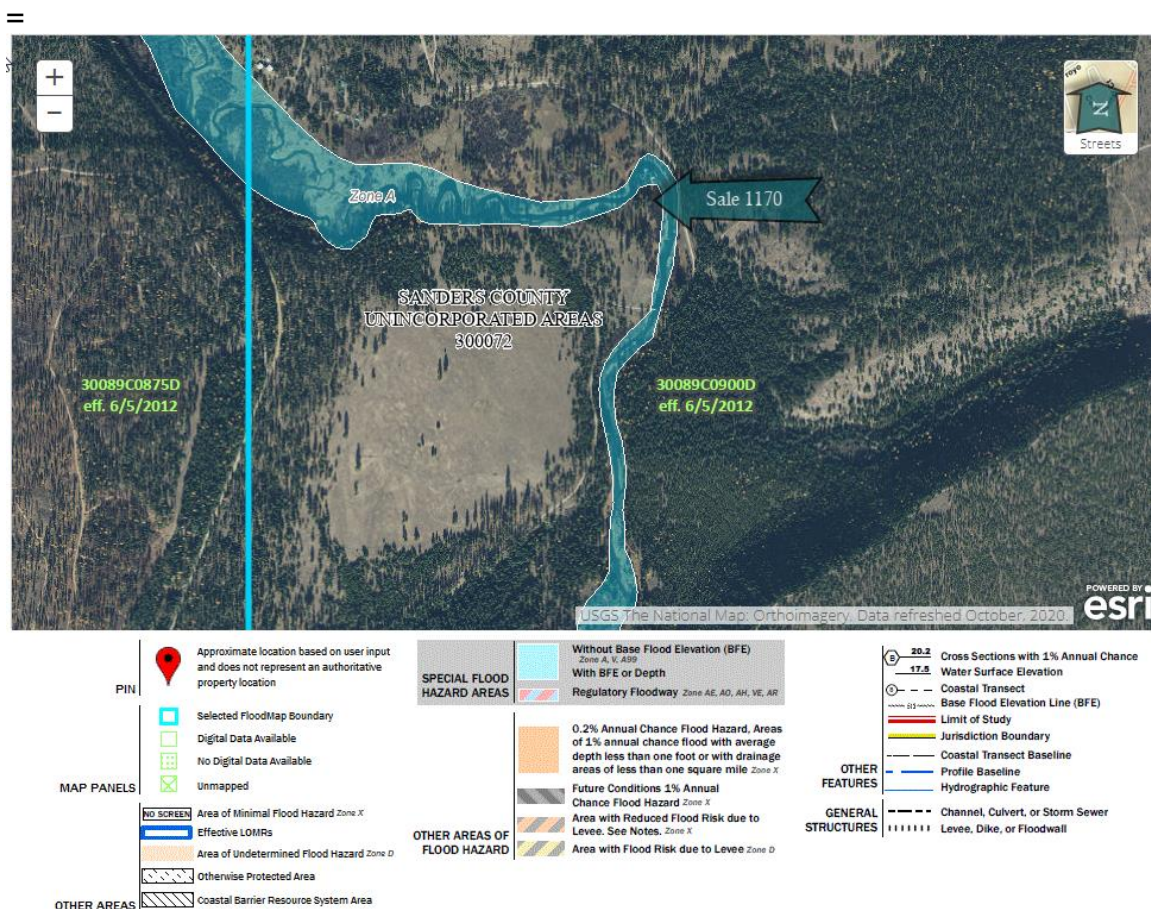 =
+
−
N
Streets
Zone A
Sale 1170
SANDERS COUNTY
UNINCORPORATED AREAS
300072
30089C0875D
eff. 6/5/2012
30089C0900D
eff. 6/5/2012
USGS The National Map: Orthoimagery. Data refreshed October, 2020.
POWERED BY
esri
PIN
Approximate location based on user input
and does not represent an authoritative
property location
MAP PANELS
Selected FloodMap Boundary
Digital Data Available
No Digital Data Available
Unmapped
OTHER AREAS
NO SCREEN Area of Minimal Flood Hazard Zone X
Effective LOMRs
Area of Undetermined Flood Hazard Zone D
Otherwise Protected Area
Coastal Barrier Resource System Area
SPECIAL FLOOD
HAZARD AREAS
Without Base Flood Elevation (BFE)
Zone A, V, A99
With BFE or Depth
Regulatory Floodway Zone AE, AO, AH, VE, AR
OTHER AREAS OF
FLOOD HAZARD
0.2% Annual Chance Flood Hazard, Areas
of 1% annual chance flood with average
depth less than one foot or with drainage
areas of less than one square mile Zone X
Future Conditions 1% Annual
Chance Flood Hazard Zone X
Area with Reduced Flood Risk due to
Levee. See Notes. Zone X
Area with Flood Risk due to Levee Zone D
OTHER
FEATURES
B 20.2 Cross Sections with 1% Annual Chance
17.5 Water Surface Elevation
8 Coastal Transect
513 Base Flood Elevation Line (BFE)
Limit of Study
Jurisdiction Boundary
Coastal Transect Baseline
Profile Baseline
Hydrographic Feature
GENERAL
STRUCTURES
Channel, Culvert, or Storm Sewer
Levee, Dike, or Floodwall